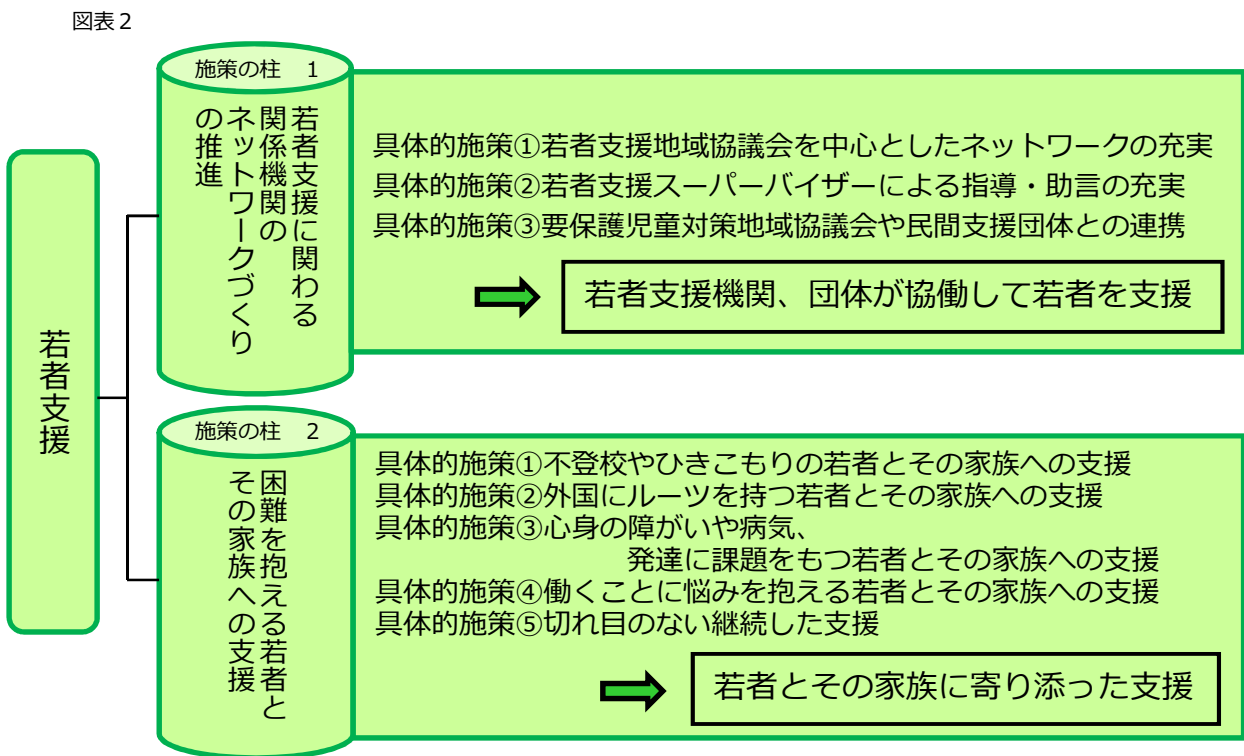 図表２
若者支援
施策の柱　１
若者支援に関わる
関係機関の
ネットワークづくり
の推進
具体的施策①若者支援地域協議会を中心としたネットワークの充実
具体的施策②若者支援スーパーバイザーによる指導・助言の充実
具体的施策③要保護児童対策地域協議会や民間支援団体との連携
若者支援機関、団体が協働して若者を支援
施策の柱　２
困難を抱える若者と
その家族への支援
具体的施策①不登校やひきこもりの若者とその家族への支援
具体的施策②外国にルーツを持つ若者とその家族への支援
具体的施策③心身の障がいや病気、
発達に課題をもつ若者とその家族への支援
具体的施策④働くことに悩みを抱える若者とその家族への支援
具体的施策⑤切れ目のない継続した支援
若者とその家族に寄り添った支援